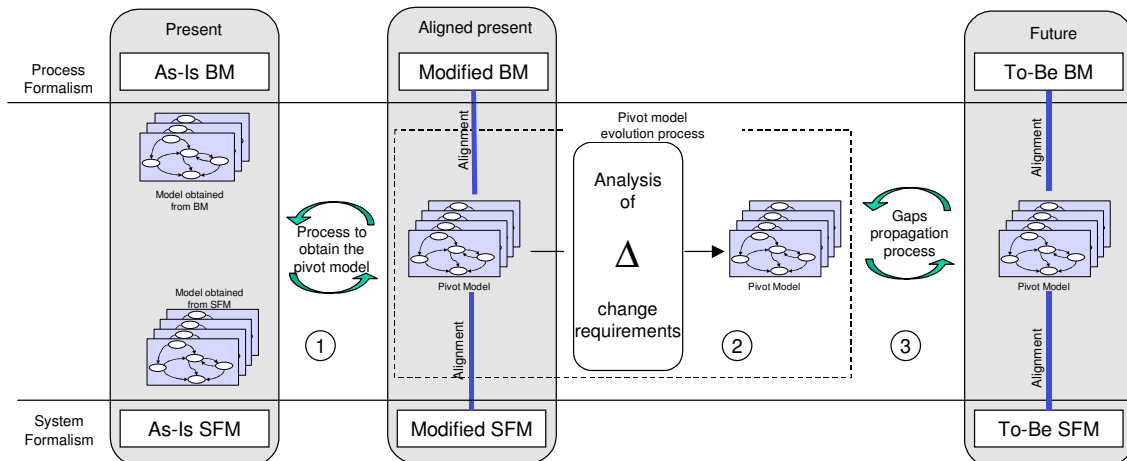 Present
Aligned present
Future
Process
Formalism
As-Is BM
Modified BM
To-Be BM
Model obtained
from BM
Alignment
Pivot model
evolution process
Alignment
Process to
obtain the
pivot model
Pivot Model
Analysis
of
Δ
change
requirements
Pivot Model
Gaps
propagation
process
Pivot Model
Model obtained
from SFM
1
2
3
Alignment
Alignment
System
Formalism
As-Is SFM
Modified SFM
To-Be SFM